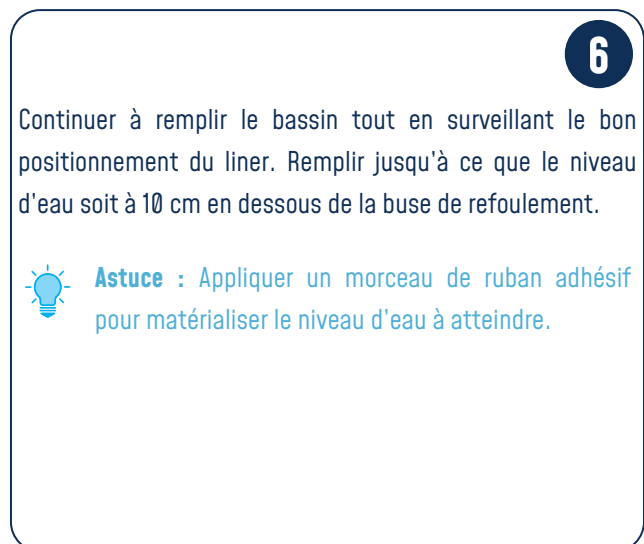 6
Continuer à remplir le bassin tout en surveillant le bon
positionnement du liner. Remplir jusqu'à ce que le niveau
d'eau soit à 10 cm en dessous de la buse de refoulement.
Astuce : Appliquer un morceau de ruban adhésif
pour matérialiser le niveau d'eau à atteindre.